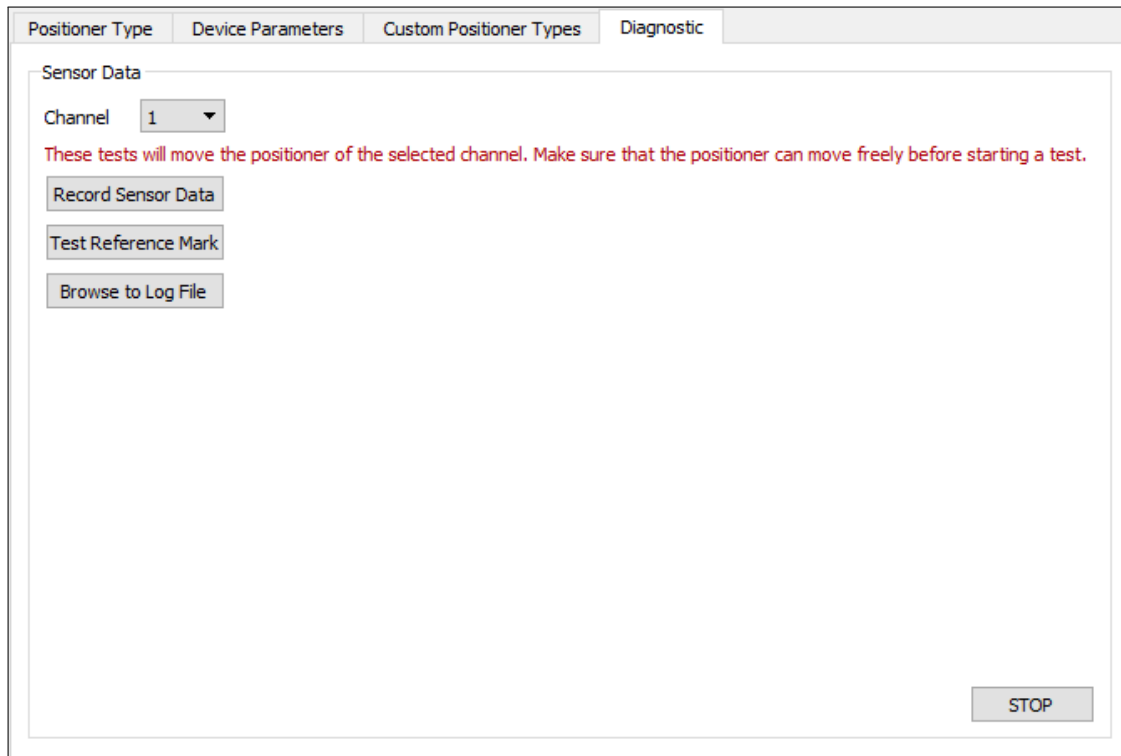 Positioner Type Device Parameters Custom Positioner Types Diagnostic
Sensor Data
Channel 1
These tests will move the positioner of the selected channel. Make sure that the positioner can move freely before starting a test.
Record Sensor Data
Test Reference Mark
Browse to Log File
STOP